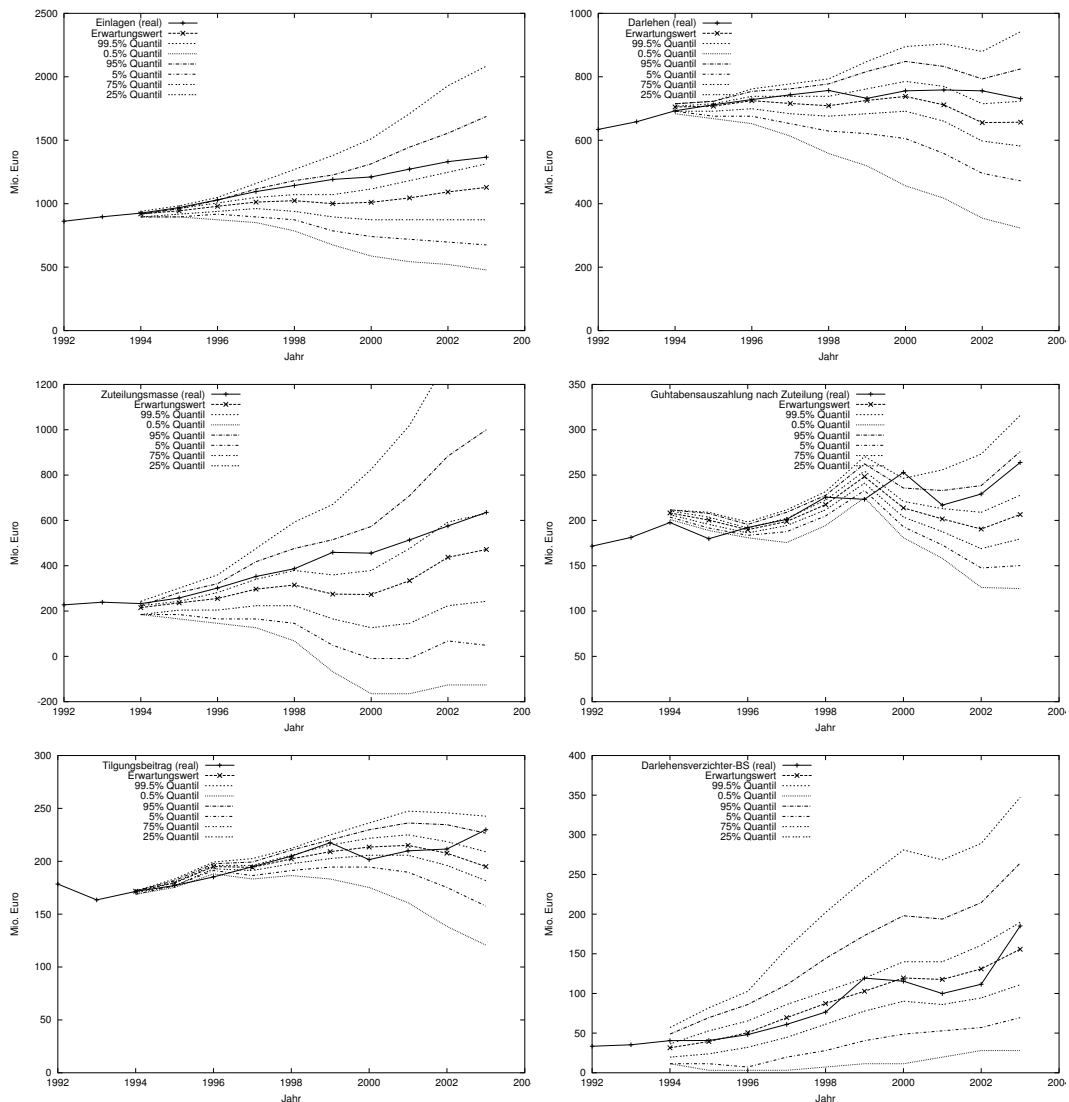 2500
2000
1500
1000
500
0
Mio. Euro
1992
1994
1996
1998
2000
2002
200
Jahr
Einlagen (real)
Erwartungswert
99.5% Quantil
0.5% Quantil
95% Quantil
5% Quantil
75% Quantil
25% Quantil
1000
800
600
400
200
0
Mio. Euro
1992
1994
1996
1998
2000
2002
2004
Jahr
Darlehen (real)
Erwartungswert
99.5% Quantil
0.5% Quantil
95% Quantil
5% Quantil
75% Quantil
25% Quantil
1200
1000
800
600
400
200
0
-200
Mio. Euro
1992
1994
1996
1998
2000
2002
200
Jahr
Zuteilungsmasse (real)
Erwartungswert
99.5% Quantil
0.5% Quantil
95% Quantil
5% Quantil
75% Quantil
25% Quantil
350
300
250
200
150
100
50
0
Mio. Euro
1992
1994
1996
1998
2000
2002
2004
Jahr
Guhtabensauszahlung nach Zuteilung (real)
Erwartungswert
99.5% Quantil
0.5% Quantil
95% Quantil
5% Quantil
75% Quantil
25% Quantil
300
250
200
150
100
50
0
Mio. Euro
1992
1994
1996
1998
2000
2002
200
Jahr
Tilgungsbeitrag (real)
Erwartungswert
99.5% Quantil
0.5% Quantil
95% Quantil
5% Quantil
75% Quantil
25% Quantil
400
350
300
250
200
150
100
50
0
Mio. Euro
1992
1994
1996
1998
2000
2002
2004
Jahr
Darlehensverzichter-BS (real)
Erwartungswert
99.5% Quantil
0.5% Quantil
95% Quantil
5% Quantil
75% Quantil
25% Quantil